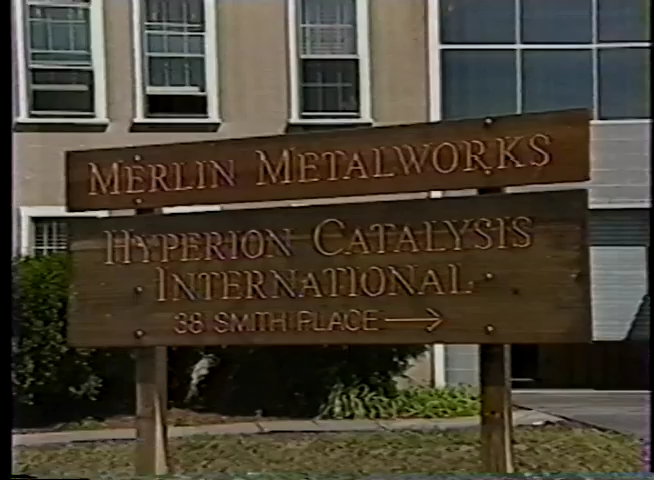 MERLIN METALWORKS
HYPERION CATALYSIS
INTERNATIONAL
38 SMITH PLACE →